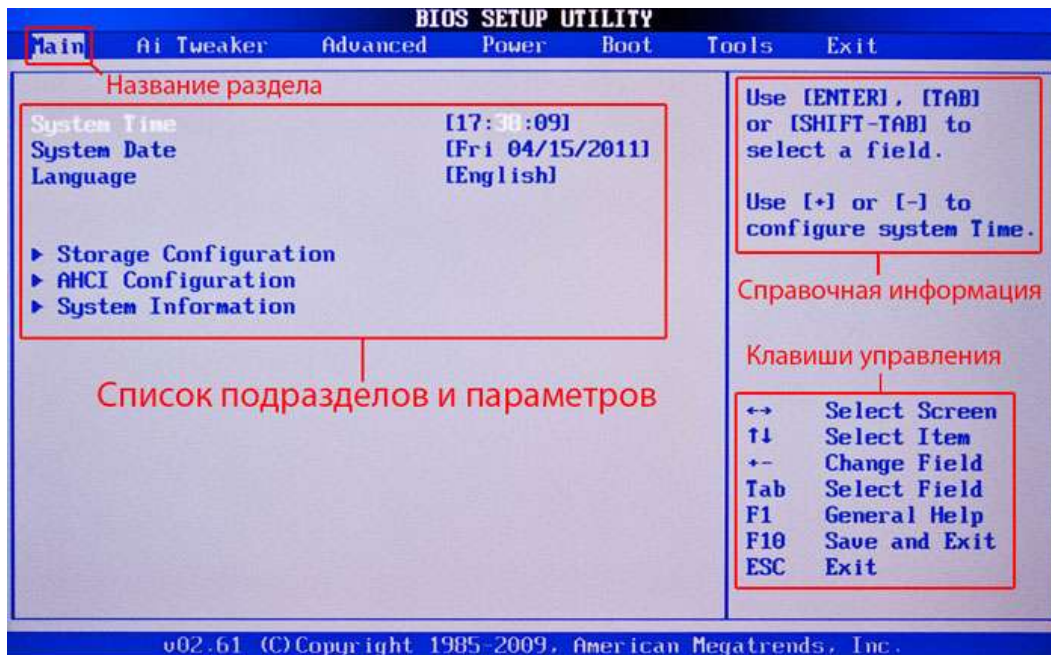 BIOS SETUP UTILITY
Main Ai Tweaker Advanced Power Boot Tools Exit
Название раздела
System Time [17:30:09]
System Date [Fri 04/15/2011]
Language [English]
▶ Storage Configuration
▶ AHCI Configuration
▶ System Information
Список подразделов и параметров
Use [ENTER], [TAB]
or [SHIFT-TAB] to
select a field.
Use [+] or [-] to
configure system Time.
Справочная информация
Клавиши управления
←→ Select Screen
↑↓ Select Item
+- Change Field
Tab Select Field
F1 General Help
F10 Save and Exit
ESC Exit
v02.61 (C)Copyright 1985-2009, American Megatrends, Inc.